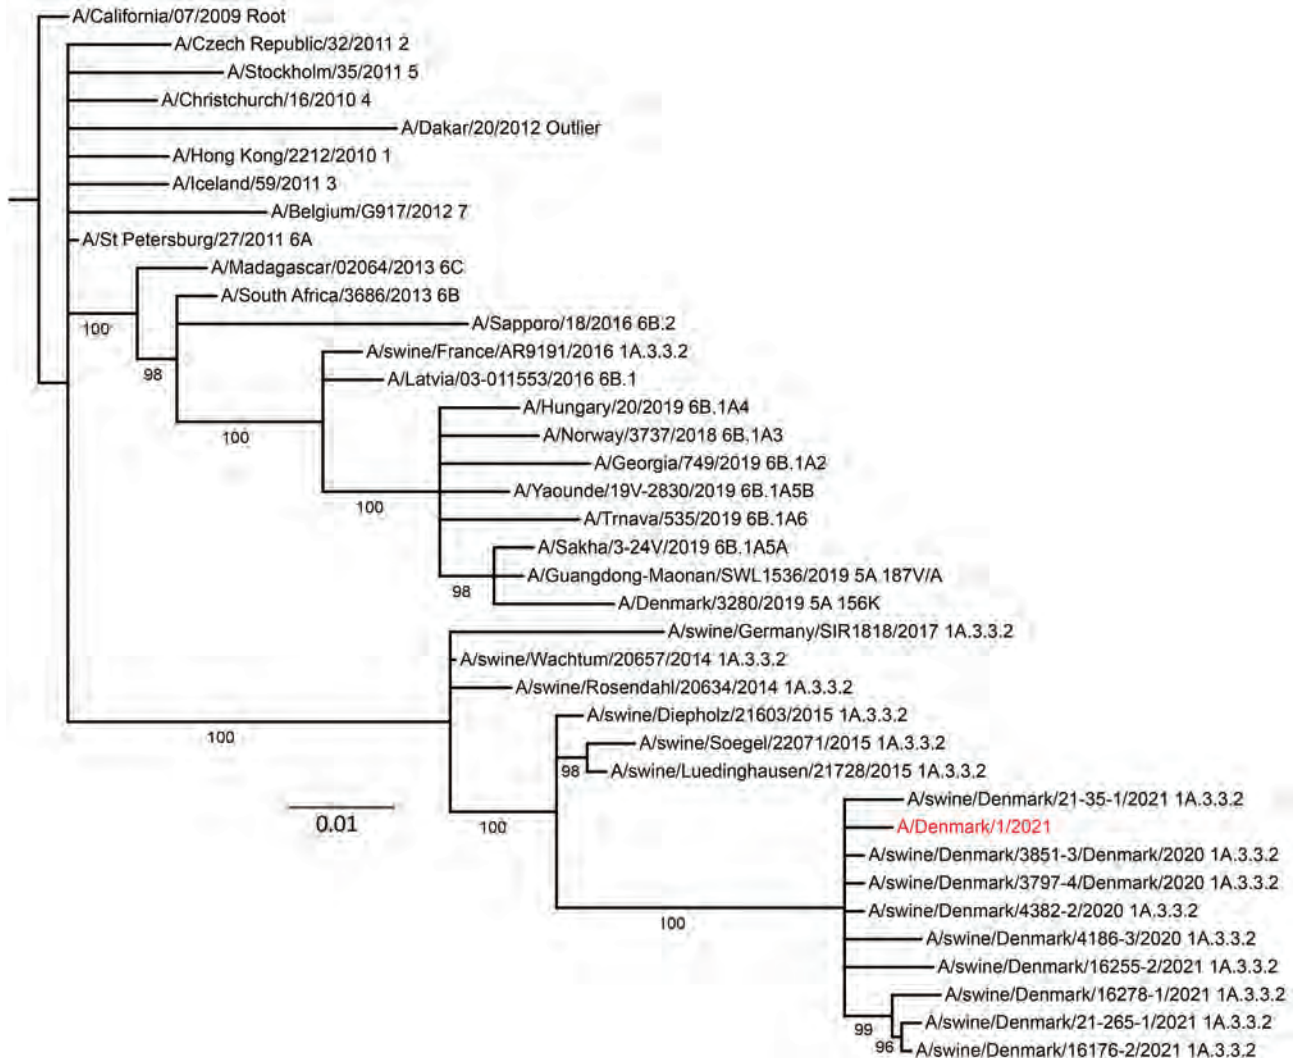 A/California/07/2009 Root
A/Czech Republic/32/2011 2
A/Stockholm/35/2011 5
A/Christchurch/16/2010 4
A/Dakar/20/2012 Outlier
A/Hong Kong/2212/2010 1
A/Iceland/59/2011 3
A/Belgium/G917/2012 7
A/St Petersburg/27/2011 6A
A/Madagascar/02064/2013 6C
A/South Africa/3686/2013 6B
100
A/Sapporo/18/2016 6B.2
A/swine/France/AR9191/2016 1A.3.3.2
98
A/Latvia/03-011553/2016 6B.1
A/Hungary/20/2019 6B.1A4
100
A/Norway/3737/2018 6B.1A3
A/Georgia/749/2019 6B.1A2
A/Yaounde/19V-2830/2019 6B.1A5B
100
A/Trnava/535/2019 6B.1A6
A/Sakha/3-24V/2019 6B.1A5A
A/Guangdong-Maonan/SWL1536/2019 5A 187V/A
98
A/Denmark/3280/2019 5A 156K
A/swine/Germany/SIR1818/2017 1A.3.3.2
A/swine/Wachtum/20657/2014 1A.3.3.2
A/swine/Rosendahl/20634/2014 1A.3.3.2
A/swine/Diepholz/21603/2015 1A.3.3.2
100
A/swine/Soegel/22071/2015 1A.3.3.2
98
A/swine/Luedinghausen/21728/2015 1A.3.3.2
A/swine/Denmark/21-35-1/2021 1A.3.3.2
0.01
100
A/Denmark/1/2021
A/swine/Denmark/3851-3/Denmark/2020 1A.3.3.2
A/swine/Denmark/3797-4/Denmark/2020 1A.3.3.2
A/swine/Denmark/4382-2/2020 1A.3.3.2
100
A/swine/Denmark/4186-3/2020 1A.3.3.2
A/swine/Denmark/16255-2/2021 1A.3.3.2
A/swine/Denmark/16278-1/2021 1A.3.3.2
99
A/swine/Denmark/21-265-1/2021 1A.3.3.2
96
A/swine/Denmark/16176-2/2021 1A.3.3.2